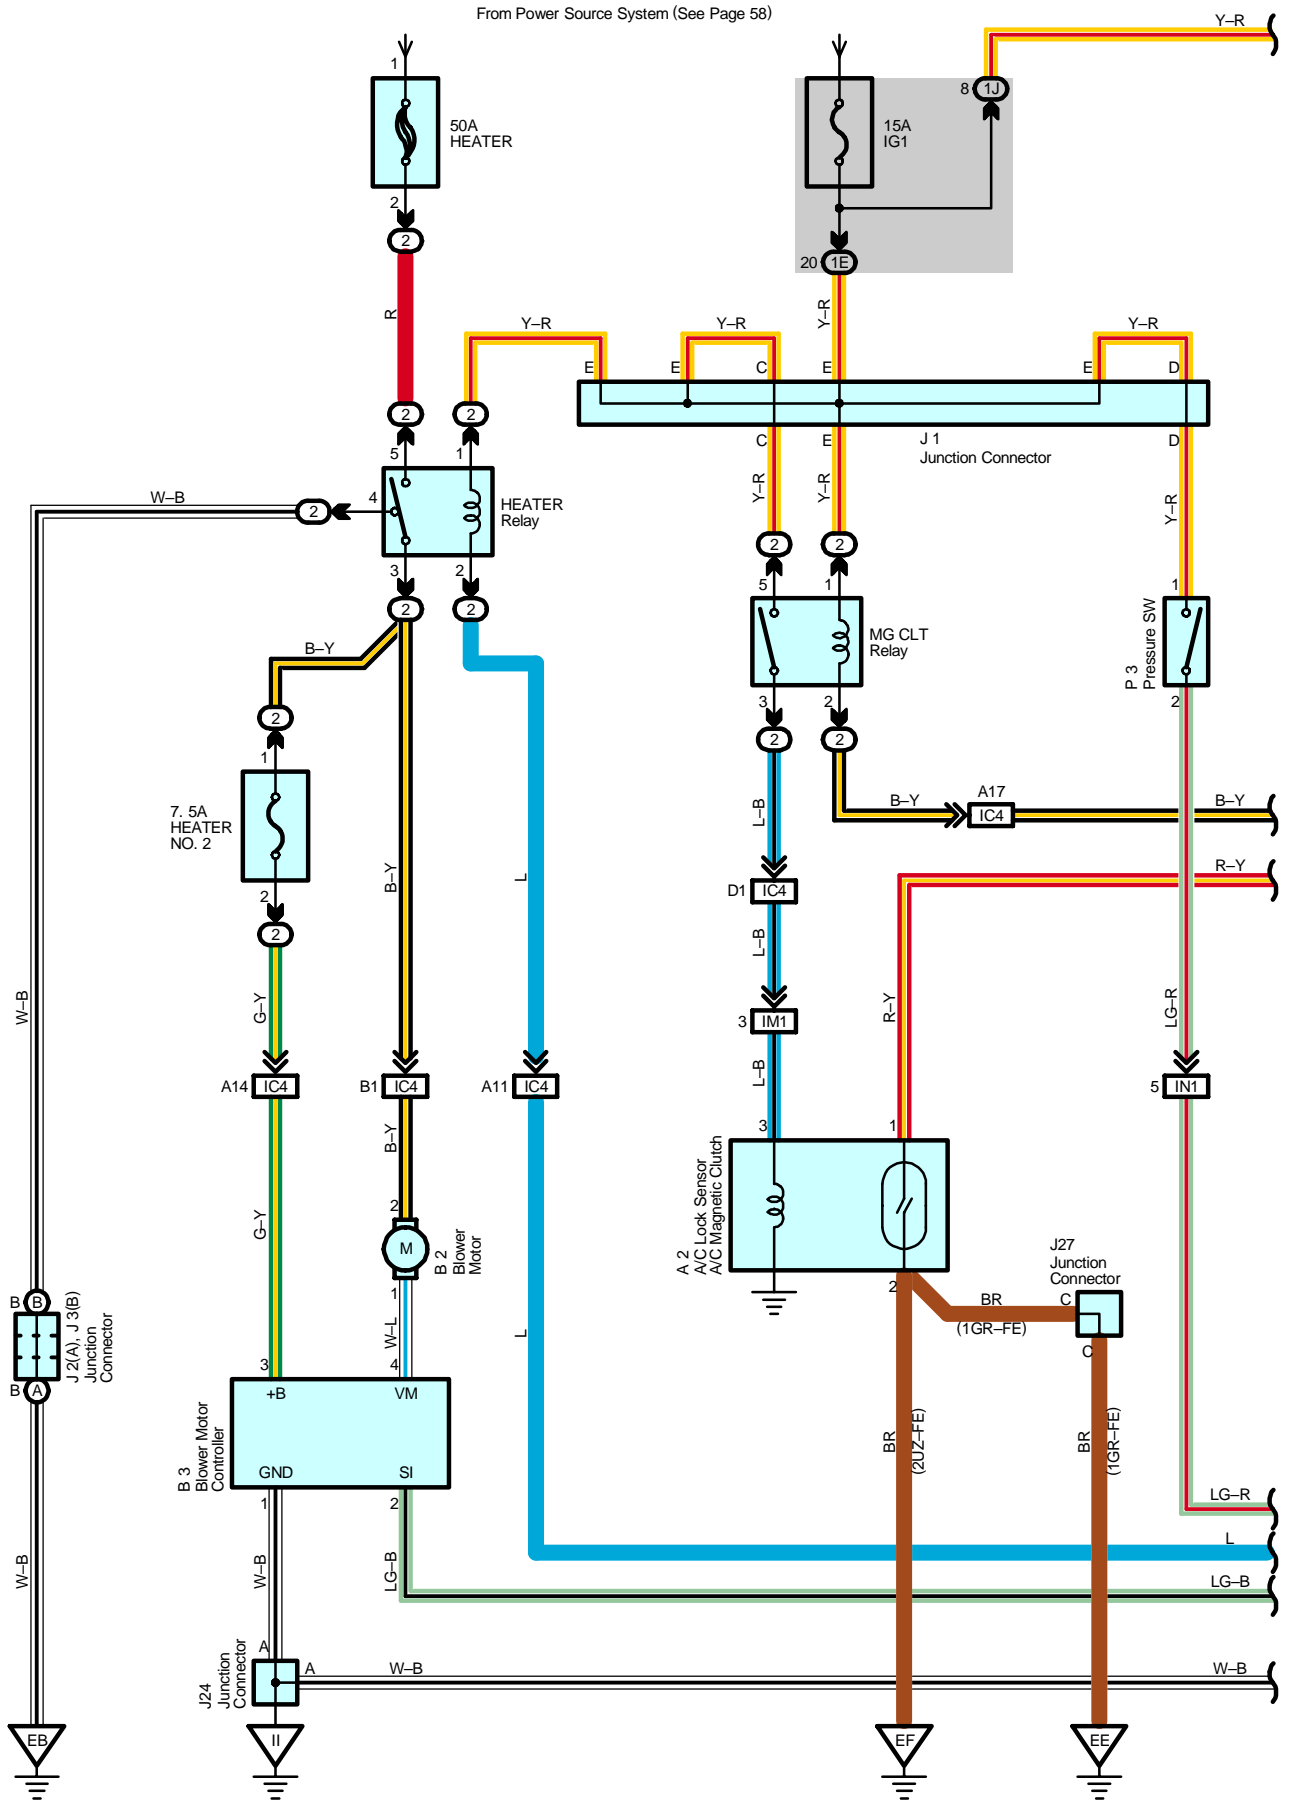 From Power Source System (See Page 58)
Y–R
1
8 1J
50A
HEATER
15A
IG1
2
2
20 1E
R
Y–R
Y–R
Y–R
Y–R
E
E
C
E
E
D
2
2
C
E
D
J 1
Junction Connector
5
1
W–B
2
4
HEATER
Relay
Y–R
Y–R
Y–R
2
2
3
2
5
1
1
2
2
MG CLT
Relay
P 3
Pressure SW
B–Y
3
2
2
2
2
2
1
7. 5A
HEATER
NO. 2
L–B
B–Y
A17
IC4
B–Y
B–Y
L
D1 IC4
R–Y
2
2
L–B
W–B
G–Y
R–Y
LG–R
3 IM1
A14 IC4
B1 IC4
A11 IC4
L–B
5 IN1
B–Y
3
1
A 2
A/C Lock Sensor
A/C Magnetic Clutch
G–Y
2
M
B 2
Blower
Motor
1
J27
Junction
Connector
2
BR
(1GR–FE)
C
C
B B
J 2(A), J 3(B)
Junction
Connector
B A
W–L
L
3
4
+B
VM
GND
SI
B 3
Blower Motor
Controller
BR
(2UZ–FE)
BR
(1GR–FE)
1
2
LG–R
L
LG–B
W–B
W–B
LG–B
A
A
W–B
W–B
J24
Junction
Connector
EB
II
EF
EE